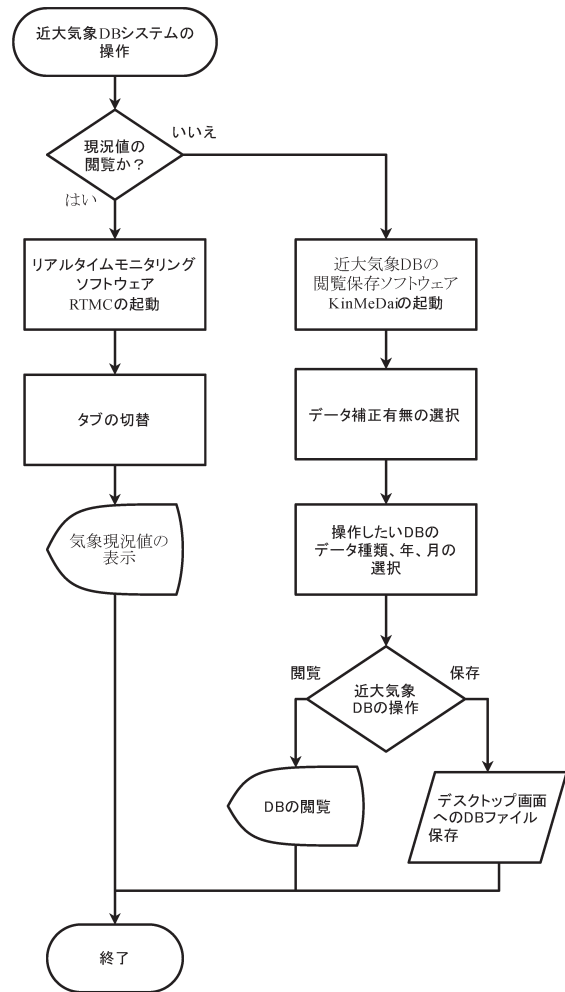 近大気象DBシステムの
操作
現況値の
閲覧か？
いいえ
はい
リアルタイムモニタリング
ソフトウェア
RTMCの起動
近大気象DBの
閲覧保存ソフトウェア
KinMeDaiの起動
タブの切替
データ補正有無の選択
気象現況値の
表示
操作したいDBの
データ種類、年、月の
選択
閲覧
保存
近大気象
DBの操作
DBの閲覧
デスクトップ画面
へのDBファイル
保存
終了